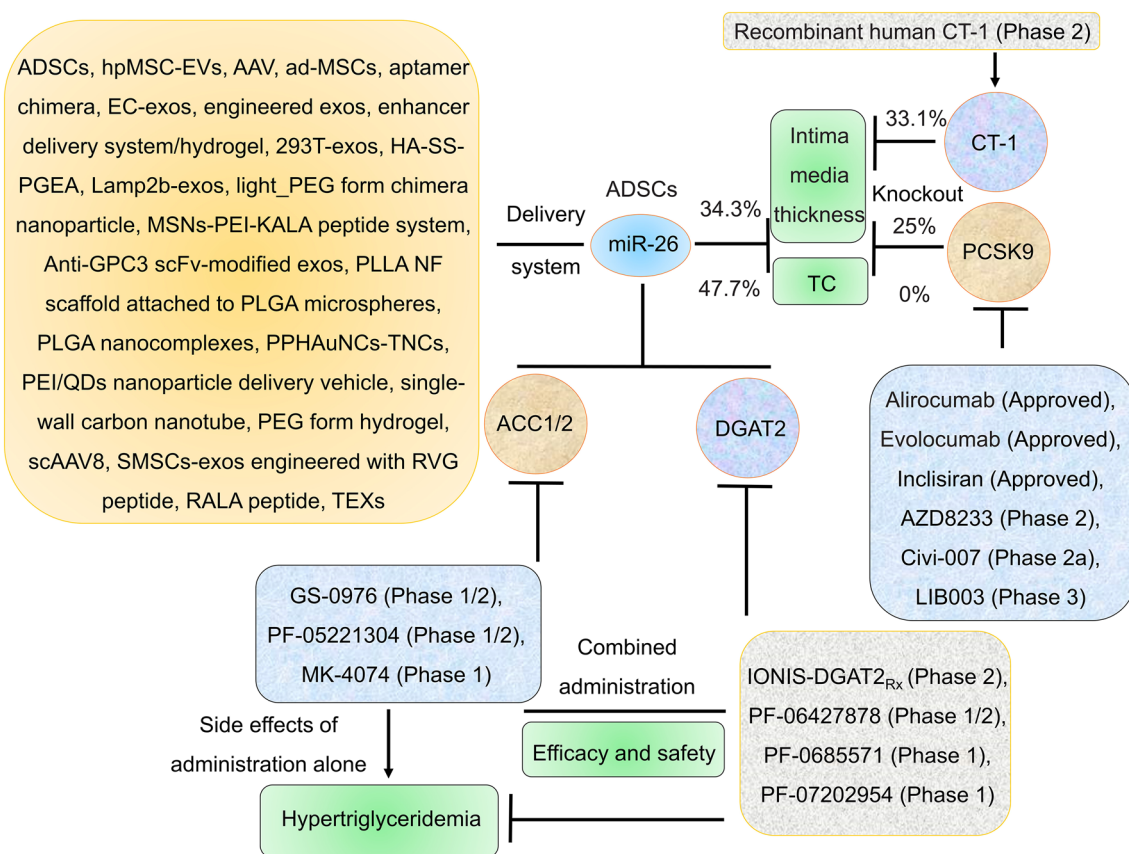 Recombinant human CT-1 (Phase 2)
ADSCs, hpMSC-EVs, AAV, ad-MSCs, aptamer
chimera, EC-exos, engineered exos, enhancer
delivery system/hydrogel, 293T-exos, HA-SS-
PGEA, Lamp2b-exos, light_PEG form chimera
nanoparticle, MSNs-PEI-KALA peptide system,
Anti-GPC3 scFv-modified exos, PLLA NF
scaffold attached to PLGA microspheres,
PLGA nanocomplexes, PPHAuNCs-TNCs,
PEI/QDs nanoparticle delivery vehicle, single-
wall carbon nanotube, PEG form hydrogel,
scAAV8, SMSCs-exos engineered with RVG
peptide, RALA peptide, TEXs
Delivery
system
ADSCs
miR-26
34.3%
47.7%
Intima
media
thickness
TC
33.1%
CT-1
Knockout
25%
0%
PCSK9
ACC1/2
DGAT2
Alirocumab (Approved),
Evolocumab (Approved),
Inclisiran (Approved),
AZD8233 (Phase 2),
Civi-007 (Phase 2a),
LIB003 (Phase 3)
GS-0976 (Phase 1/2),
PF-05221304 (Phase 1/2),
MK-4074 (Phase 1)
Combined
administration
Efficacy and safety
IONIS-DGAT2Rx (Phase 2),
PF-06427878 (Phase 1/2),
PF-0685571 (Phase 1),
PF-07202954 (Phase 1)
Side effects of
administration alone
Hypertriglyceridemia